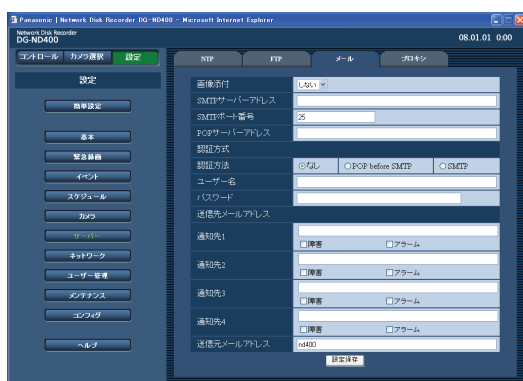 Panasonic | Network Disk Recorder DG-ND400 - Microsoft Internet Explorer
Network Disk Recorder
DG-ND400
08.01.01 0:00
コントロール カメラ選択 設定
NTP FTP メール プロキシ
設定
簡単設定
基本
緊急録画
イベント
スケジュール
カメラ
サーバー
ネットワーク
ユーザー管理
メンテナンス
コンフィグ
ヘルプ
画像添付 しない
SMTPサーバーアドレス
SMTPポート番号 25
POPサーバーアドレス
認証方式
認証方法 なし POP before SMTP SMTP
ユーザー名
パスワード
送信先メールアドレス
通知先1
障害 アラーム
通知先2
障害 アラーム
通知先3
障害 アラーム
通知先4
障害 アラーム
送信元メールアドレス nd400
設定保存